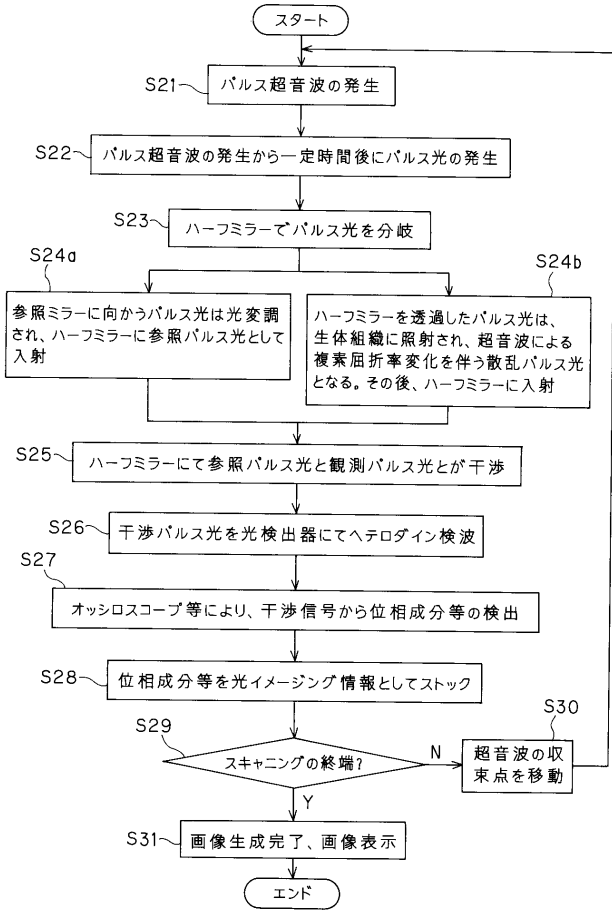 スタート
S21
パルス超音波の発生
S22
パルス超音波の発生から一定時間後にパルス光の発生
S23
ハーフミラーでパルス光を分岐
S24a
参照ミラーに向かうパルス光は光変調
され、ハーフミラーに参照パルス光として
入射
S24b
ハーフミラーを透過したパルス光は、
生体組織に照射され、超音波による
複素屈折率変化を伴う散乱パルス光
となる。その後、ハーフミラーに入射
S25
ハーフミラーにて参照パルス光と観測パルス光とが干渉
S26
干渉パルス光を光検出器にてヘテロダイン検波
S27
オッシロスコープ等により、干渉信号から位相成分等の検出
S28
位相成分等を光イメージング情報としてストック
S29
スキャニングの終端?
N
S30
超音波の収
束点を移動
Y
S31
画像生成完了、画像表示
エンド